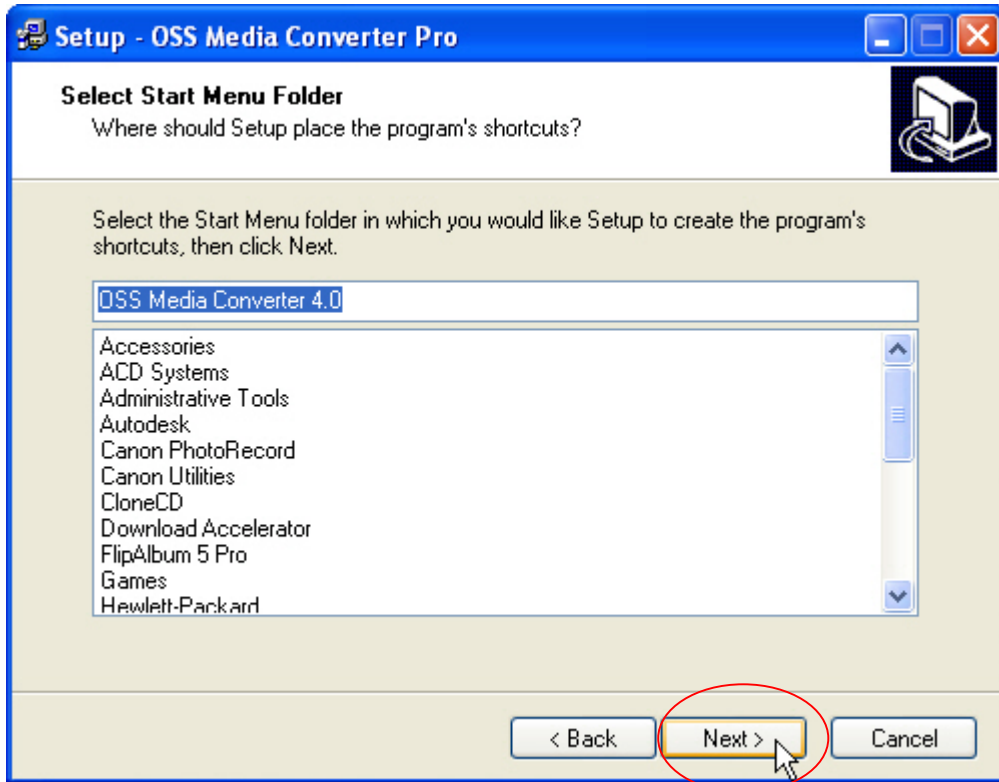 Setup - OSS Media Converter Pro
Select Start Menu Folder
Where should Setup place the program's shortcuts?
Select the Start Menu folder in which you would like Setup to create the program's
shortcuts, then click Next.
OSS Media Converter 4.0
Accessories
ACD Systems
Administrative Tools
Autodesk
Canon PhotoRecord
Canon Utilities
CloneCD
Download Accelerator
FlipAlbum 5 Pro
Games
Hewlett-Packard
< Back
Next >
Cancel